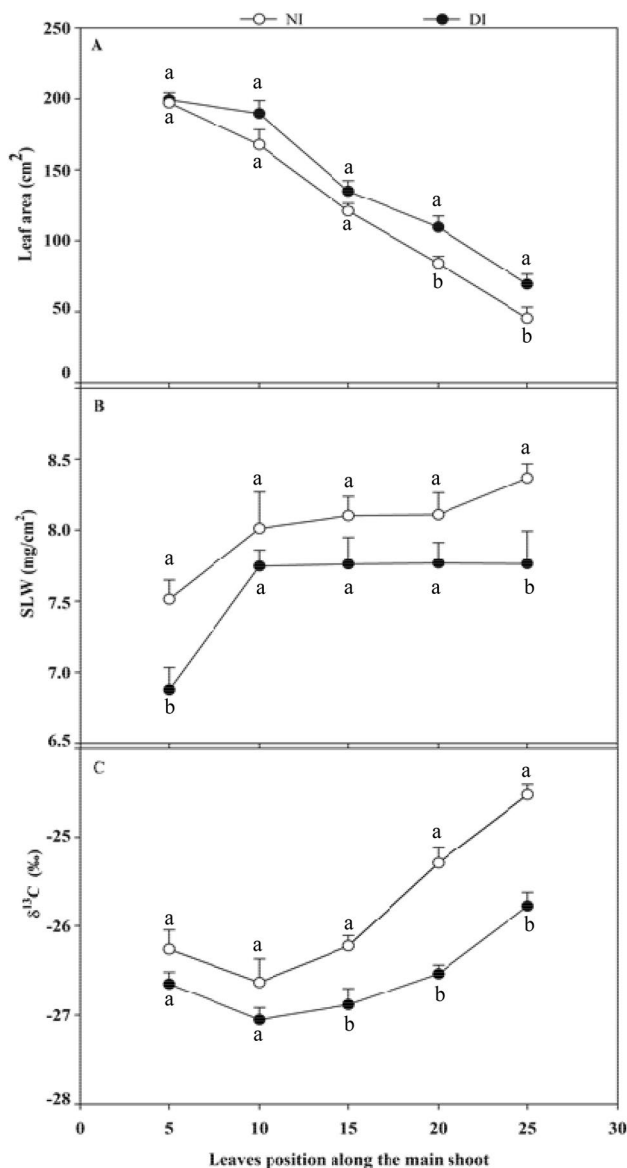 NI DI
A
250
200
150
100
50
0
Leaf area (cm²)
a a a a a
a a a b b
B
8.5
8.0
7.5
7.0
6.5
SLW (mg/cm²)
a a a a a
b a a a b
C
-25
-26
-27
-28
δ¹³C (‰)
a a a a a
a a b b b
0 5 10 15 20 25 30
Leaves position along the main shoot